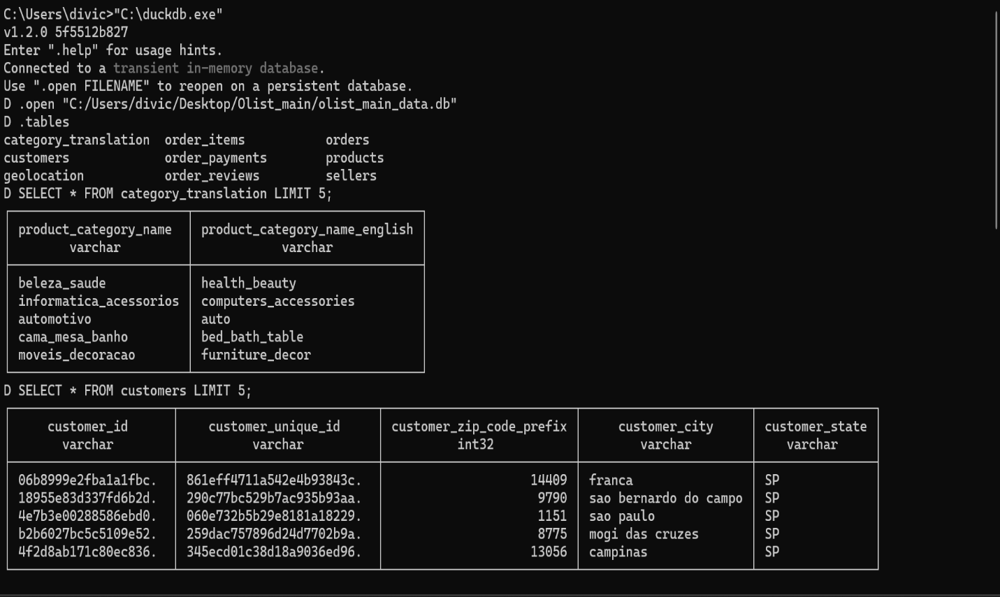 C:\Users\divic>"C:\duckdb.exe"
v1.2.0 5f5512b827
Enter ".help" for usage hints.
Connected to a transient in-memory database.
Use ".open FILENAME" to reopen on a persistent database.
D .open "C:/Users/divic/Desktop/Olist_main/olist_main_data.db"
D .tables
category_translation order_items orders
customers order_payments products
geolocation order_reviews sellers
D SELECT * FROM category_translation LIMIT 5;
product_category_name product_category_name_english
varchar varchar
beleza_saude health_beauty
informatica_acessorios computers_accessories
automotivo auto
cama_mesa_banho bed_bath_table
moveis_decoracao furniture_decor
D SELECT * FROM customers LIMIT 5;
customer_id customer_unique_id customer_zip_code_prefix customer_city customer_state
varchar varchar int32 varchar varchar
06b8999e2fba1a1fbc. 861eff4711a542e4b93843c. 14409 franca SP
18955e83d337fd6b2d. 290c77bc529b7ac935b93aa. 9790 sao bernardo do campo SP
4e7b3e00288586ebd0. 060e732b5b29e8181a18229. 1151 sao paulo SP
b2b6027bc5c5109e52. 259dac757896d24d7702b9a. 8775 mogi das cruzes SP
4f2d8ab171c80ec836. 345ecd01c38d18a9036ed96. 13056 campinas SP